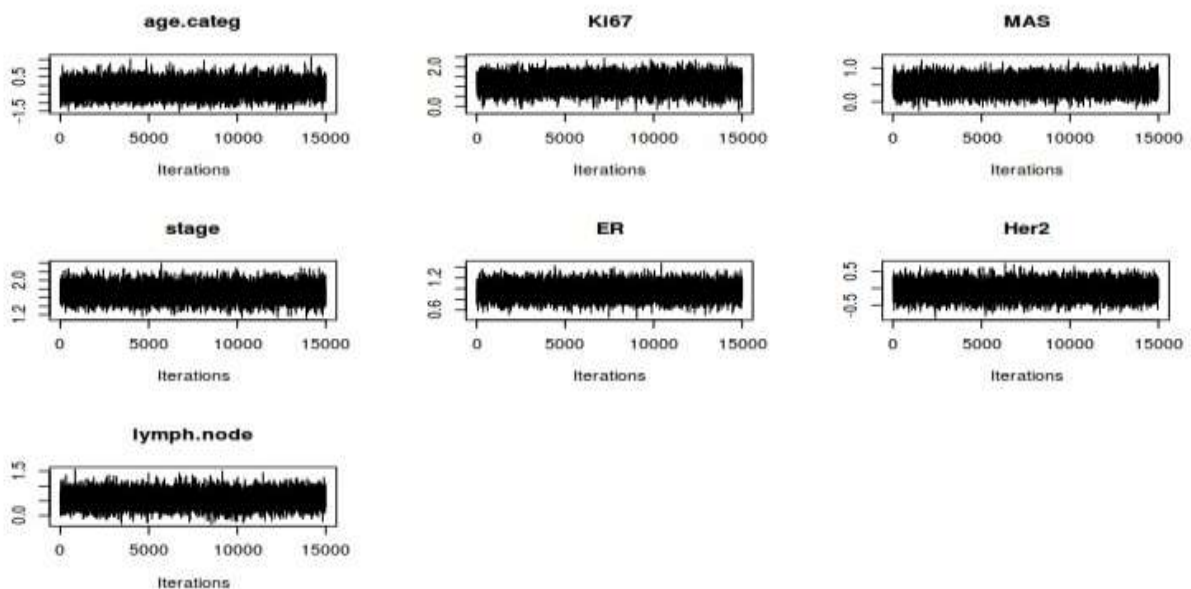 age.categ
Ki67
MAS
-1.5 0.5
0.0 2.0
0.0 1.0
0 5000 10000 15000
0 5000 10000 15000
0 5000 10000 15000
Iterations
Iterations
Iterations
stage
ER
Her2
1.2 2.0
0.6 1.2
-0.5 0.5
0 5000 10000 15000
0 5000 10000 15000
0 5000 10000 15000
Iterations
Iterations
Iterations
lymph.node
0.0 1.5
0 5000 10000 15000
Iterations